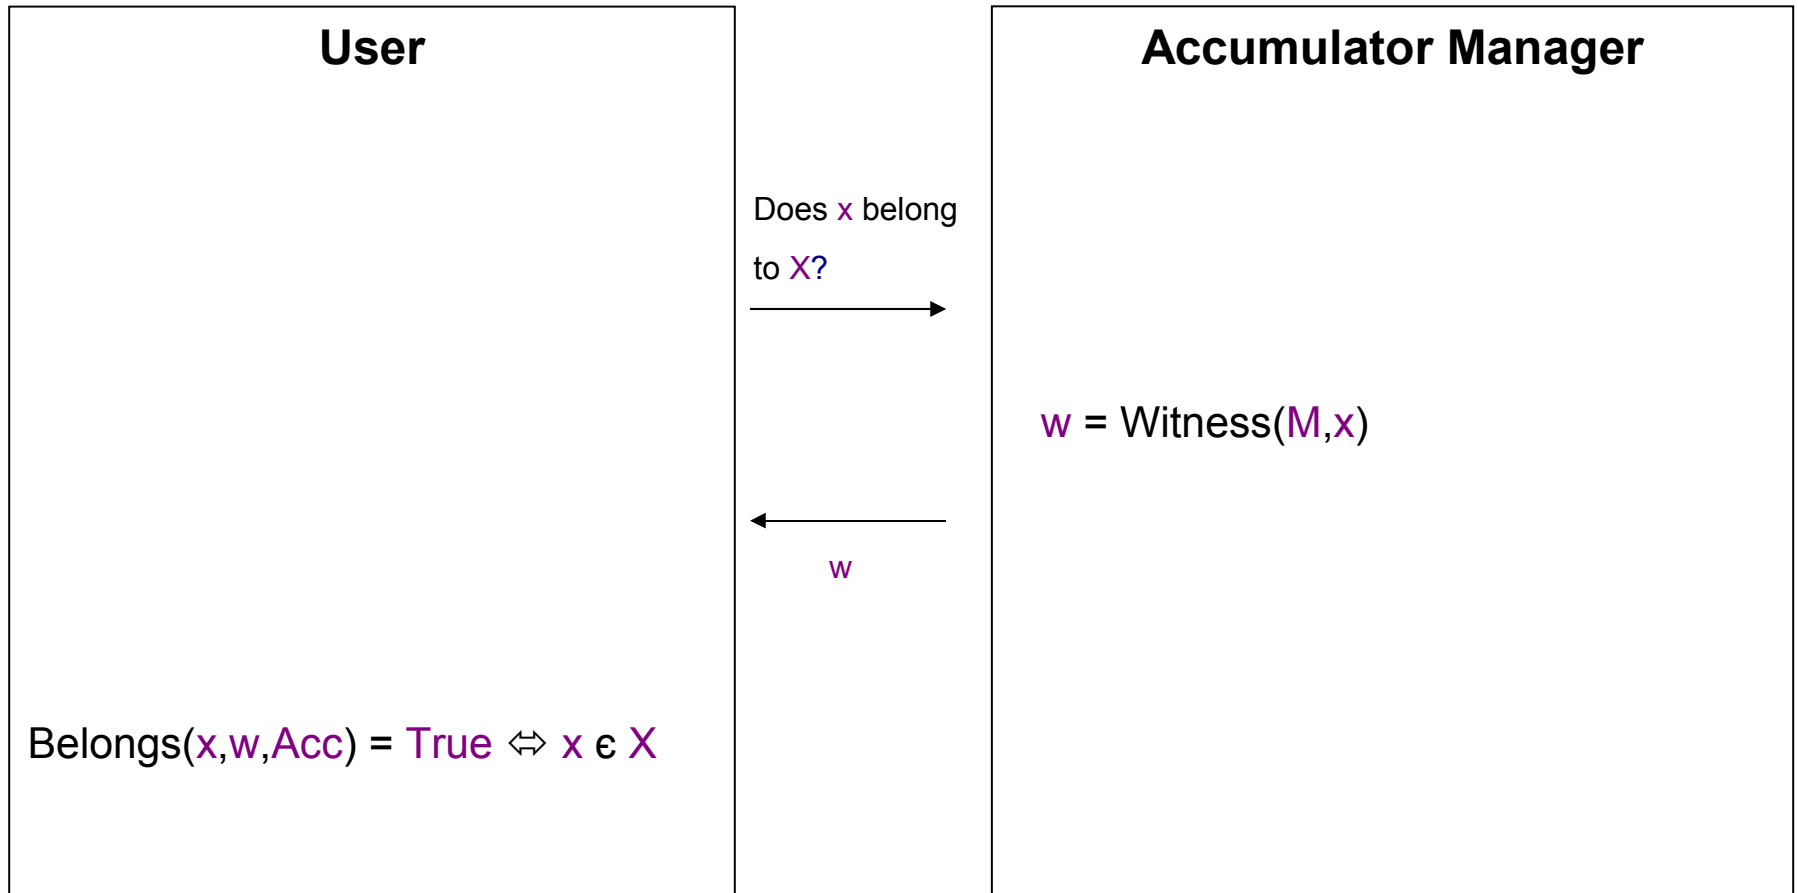 User
Accumulator Manager
Does x belong
to X?
w = Witness(M,x)
w
Belongs(x,w,Acc) = True ⇔ x є X